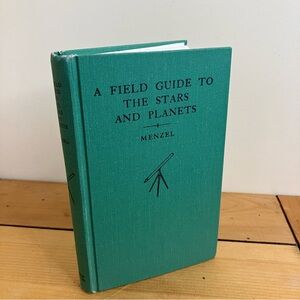 A FIELD GUIDE TO
THE STARS
AND PLANETS
MENZEL